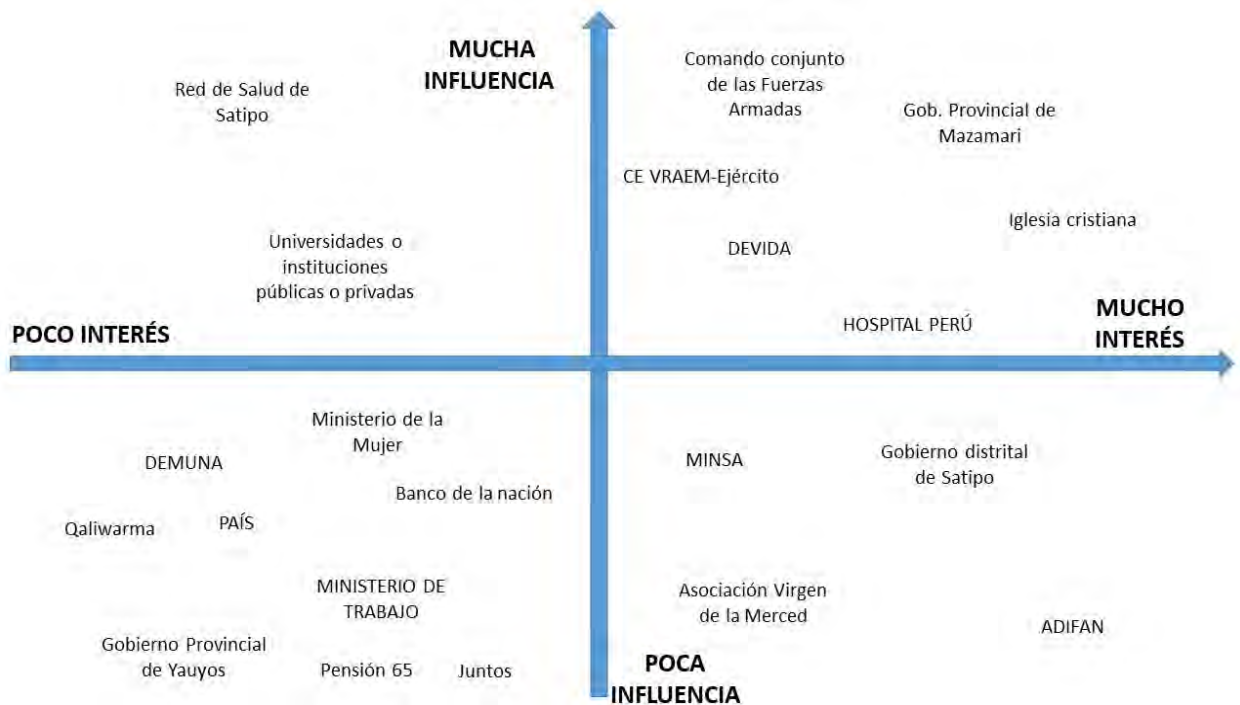 MUCHA
INFLUENCIA
Red de Salud de
Satipo
Universidades o
instituciones
públicas o privadas
Comando conjunto
de las Fuerzas
Armadas
Gob. Provincial de
Mazamari
CE VRAEM-Ejército
Iglesia cristiana
DEVIDA
HOSPITAL PERÚ
POCO INTERÉS
MUCHO
INTERÉS
Ministerio de la
Mujer
DEMUNA
Banco de la nación
Qaliwarma
PAÍS
MINISTERIO DE
TRABAJO
Gobierno Provincial
de Yauyos
Pensión 65
Juntos
MINSA
Gobierno distrital
de Satipo
Asociación Virgen
de la Merced
ADIFAN
POCA
INFLUENCIA